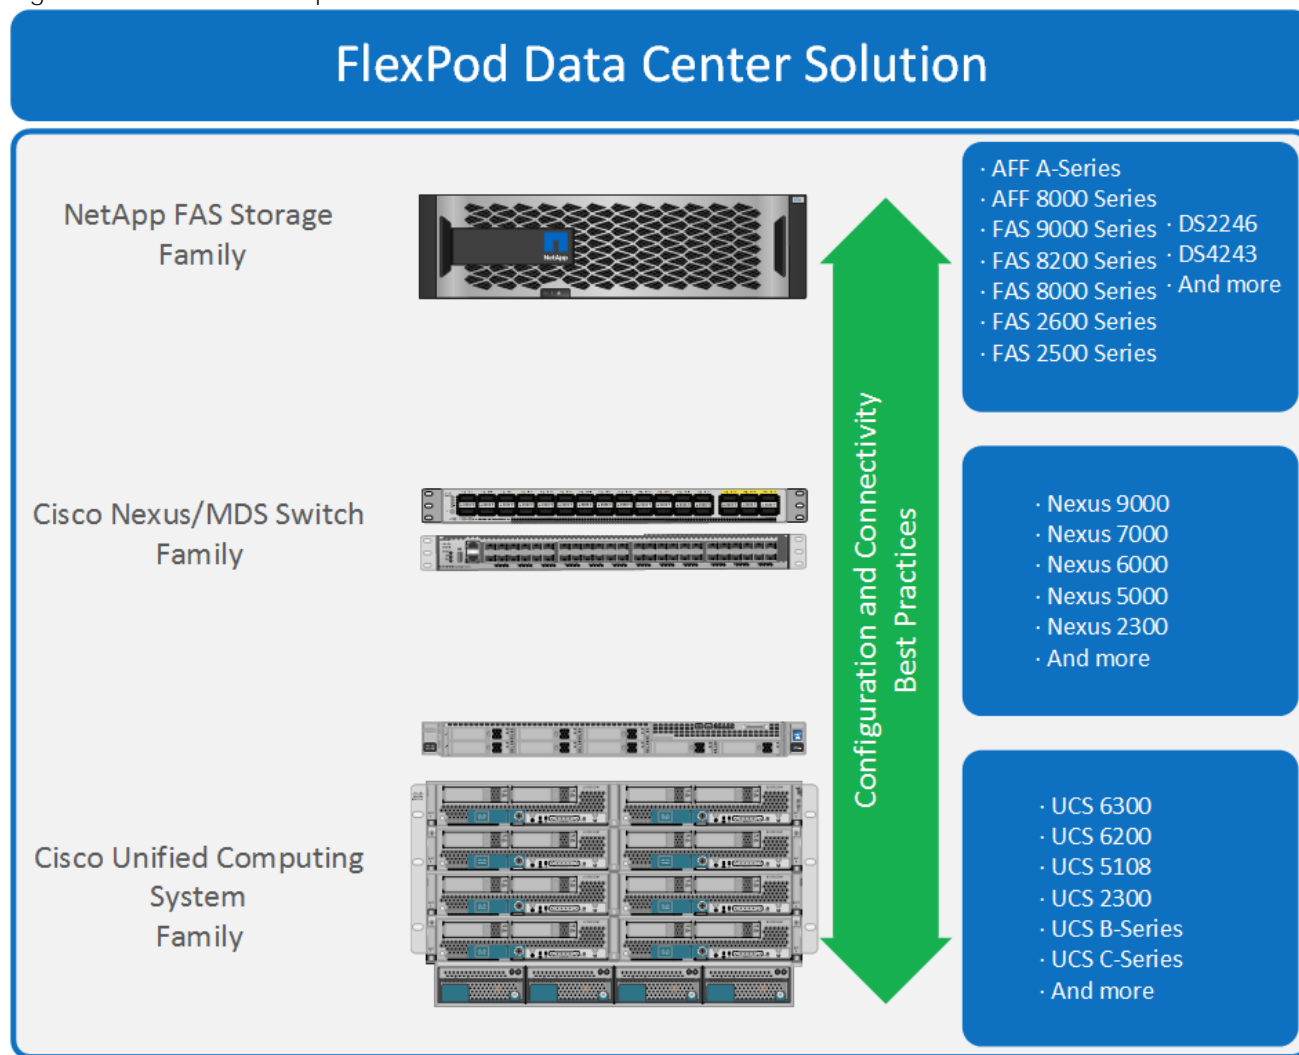 FlexPod Data Center Solution
NetApp FAS Storage
Family
NetApp
· AFF A-Series
· AFF 8000 Series
· FAS 9000 Series
· FAS 8200 Series
· FAS 8000 Series
· FAS 2600 Series
· FAS 2500 Series
· DS2246
· DS4243
· And more
Configuration and Connectivity
Best Practices
Cisco Nexus/MDS Switch
Family
· Nexus 9000
· Nexus 7000
· Nexus 6000
· Nexus 5000
· Nexus 2300
· And more
Cisco Unified Computing
System
Family
· UCS 6300
· UCS 6200
· UCS 5108
· UCS 2300
· UCS B-Series
· UCS C-Series
· And more